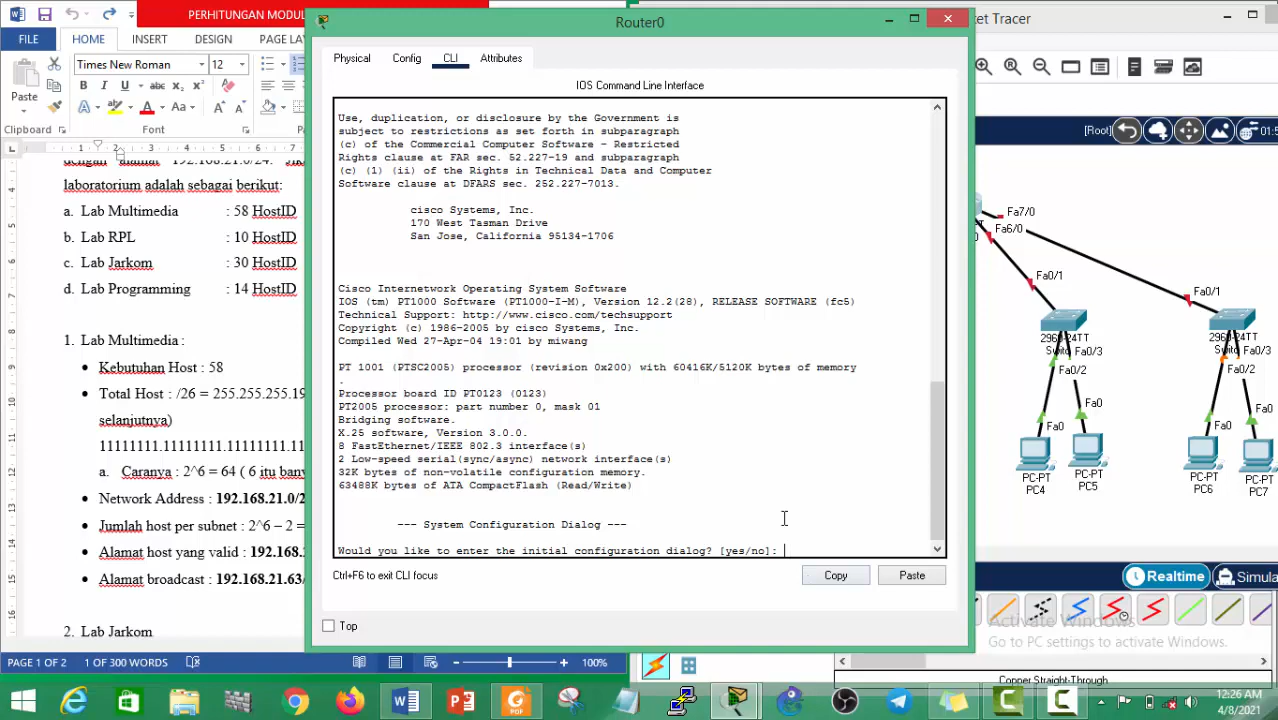 PERHITUNGAN MODUL
Router0
ket Tracer
FILE
HOME
INSERT
DESIGN
PAGE LA
Physical
Config
CLI
Attributes
Times New Roman
12
Paste
Clipboard
Font
IOS Command Line Interface
[Root]
01:5
dengan alamat 192.168.21.0/24. Jik
laboratorium adalah sebagai berikut:
a. Lab Multimedia : 58 HostID
b. Lab RPL : 10 HostID
c. Lab Jarkom : 30 HostID
d. Lab Programming : 14 HostID
1. Lab Multimedia :
Kebutuhan Host : 58
Total Host : /26 = 255.255.255.19
selanjutnya)
11111111.11111111.11111111.11
a. Caranya : 2^6 = 64 ( 6 itu bany
Network Address : 192.168.21.0/2
Jumlah host per subnet : 2^6 – 2 =
Alamat host yang valid : 192.168.
Alamat broadcast : 192.168.21.63/
2. Lab Jarkom
Use, duplication, or disclosure by the Government is
subject to restrictions as set forth in subparagraph
(c) of the Commercial Computer Software - Restricted
Rights clause at FAR sec. 52.227-19 and subparagraph
(c) (1) (ii) of the Rights in Technical Data and Computer
Software clause at DFARS sec. 252.227-7013.
cisco Systems, Inc.
170 West Tasman Drive
San Jose, California 95134-1706
Cisco Internetwork Operating System Software
IOS (tm) PT1000 Software (PT1000-I-M), Version 12.2(28), RELEASE SOFTWARE (fc5)
Technical Support: http://www.cisco.com/techsupport
Copyright (c) 1986-2005 by cisco Systems, Inc.
Compiled Wed 27-Apr-04 19:01 by miwang
PT 1001 (PTSC2005) processor (revision 0x200) with 60416K/5120K bytes of memory
.
Processor board ID PT0123 (0123)
PT2005 processor: part number 0, mask 01
Bridging software.
X.25 software, Version 3.0.0.
8 FastEthernet/IEEE 802.3 interface(s)
2 Low-speed serial(sync/async) network interface(s)
32K bytes of non-volatile configuration memory.
63488K bytes of ATA CompactFlash (Read/Write)
--- System Configuration Dialog ---
Would you like to enter the initial configuration dialog? [yes/no]:
Ctrl+F6 to exit CLI focus
Copy
Paste
Top
Fa7/0
Fa6/0
Fa0/1
Fa0/1
Fa0/3
Fa0/2
Fa0/3
Fa0/2
Fa0
Fa0
Fa0
Fa0
PC-PT
PC4
PC-PT
PC5
PC-PT
PC6
PC-PT
PC7
Realtime
Simula
Activate Windows
Go to PC settings to activate Windows.
Copper Straight-Through
PAGE 1 OF 2
1 OF 300 WORDS
100%
12:26 AM
4/8/2021